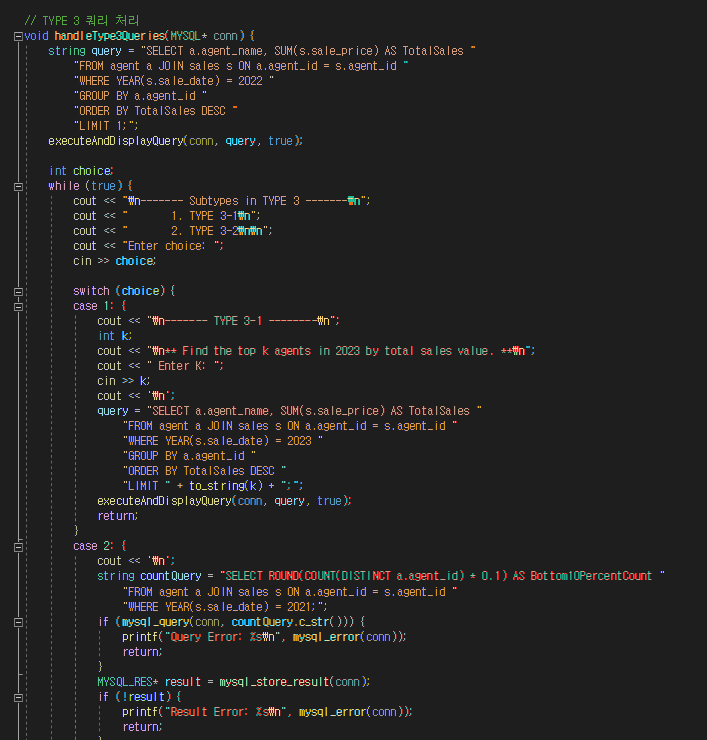 // TYPE 3 쿼리 처리
void handleType3Queries(MYSQL* conn) {
    string query = "SELECT a.agent_name, SUM(s.sale_price) AS TotalSales "
        "FROM agent a JOIN sales s ON a.agent_id = s.agent_id "
        "WHERE YEAR(s.sale_date) = 2022 "
        "GROUP BY a.agent_id "
        "ORDER BY TotalSales DESC "
        "LIMIT 1;";
    executeAndDisplayQuery(conn, query, true);
    int choice;
    while (true) {
        cout << "₩n------- Subtypes in TYPE 3 -------₩n";
        cout << "       1. TYPE 3-1₩n";
        cout << "       2. TYPE 3-2₩n₩n";
        cout << "Enter choice: ";
        cin >> choice;
        switch (choice) {
        case 1: {
            cout << "₩n------- TYPE 3-1 --------₩n";
            int k;
            cout << "₩n** Find the top k agents in 2023 by total sales value. **₩n";
            cout << " Enter K: ";
            cin >> k;
            cout << '₩n';
            query = "SELECT a.agent_name, SUM(s.sale_price) AS TotalSales "
                "FROM agent a JOIN sales s ON a.agent_id = s.agent_id "
                "WHERE YEAR(s.sale_date) = 2023 "
                "GROUP BY a.agent_id "
                "ORDER BY TotalSales DESC "
                "LIMIT " + to_string(k) + ";";
            executeAndDisplayQuery(conn, query, true);
            return;
        }
        case 2: {
            cout << '₩n';
            string countQuery = "SELECT ROUND(COUNT(DISTINCT a.agent_id) * 0.1) AS Bottom10PercentCount "
                "FROM agent a JOIN sales s ON a.agent_id = s.agent_id "
                "WHERE YEAR(s.sale_date) = 2021;";
            if (mysql_query(conn, countQuery.c_str())) {
                printf("Query Error: %s₩n", mysql_error(conn));
                return;
            }
            MYSQL_RES* result = mysql_store_result(conn);
            if (!result) {
                printf("Result Error: %s₩n", mysql_error(conn));
                return;
            }